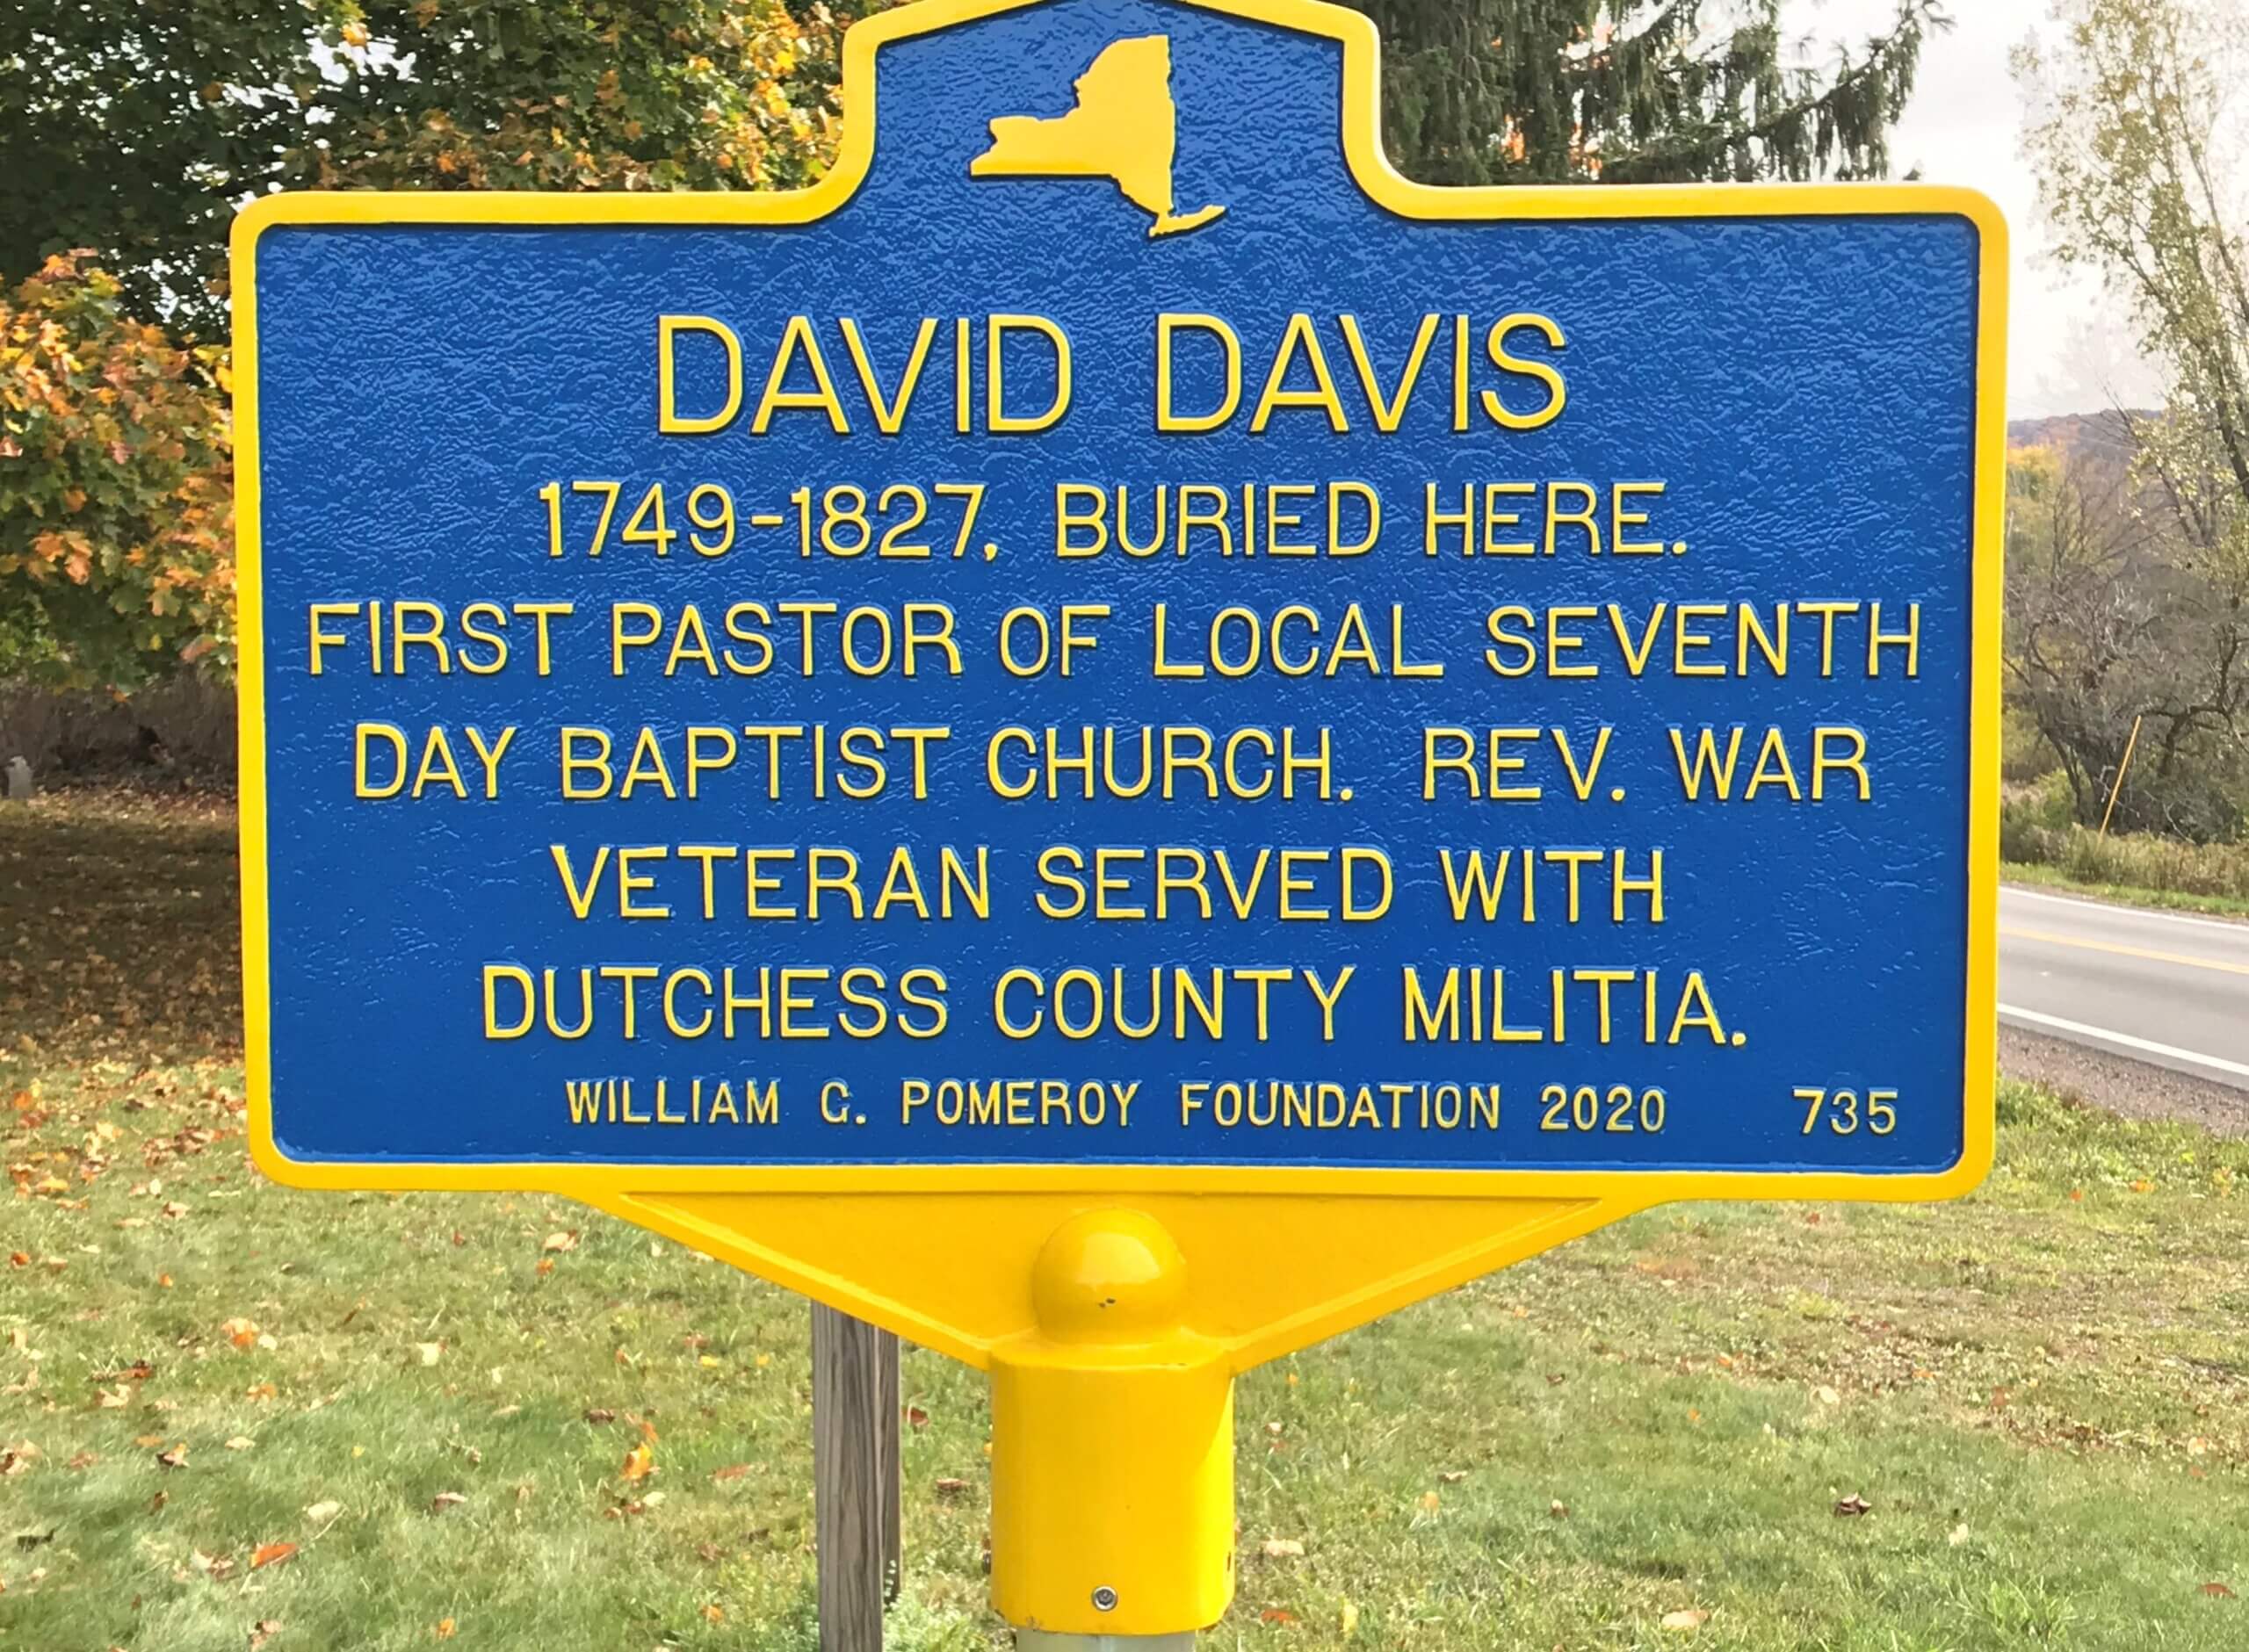 DAVID DAVIS
1749-1827, BURIED HERE.
FIRST PASTOR OF LOCAL SEVENTH
DAY BAPTIST CHURCH. REV. WAR
VETERAN SERVED WITH
DUTCHESS COUNTY MILITIA.
WILLIAM G. POMEROY FOUNDATION 2020 735